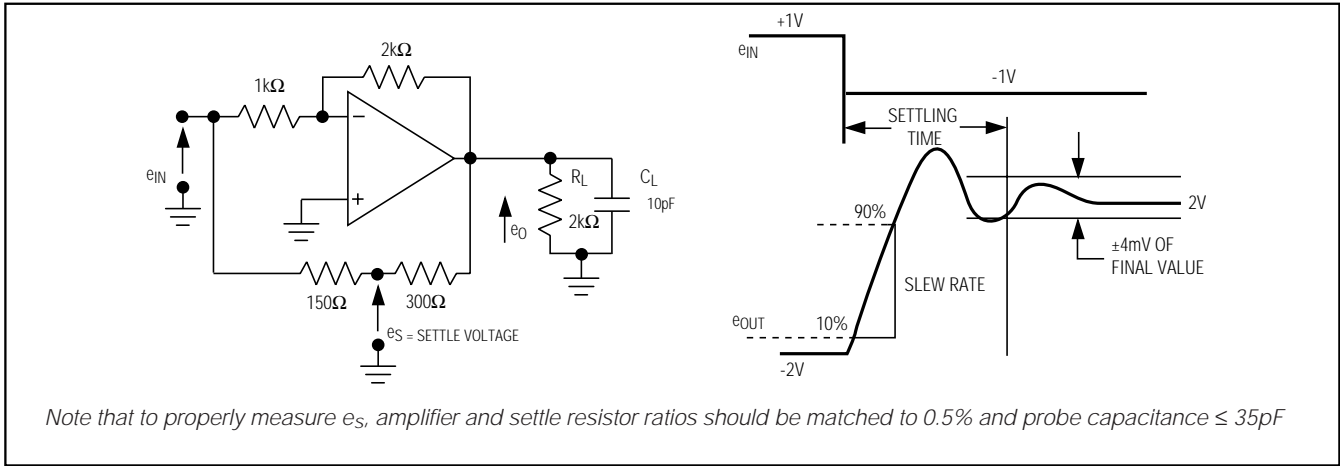 1kΩ
2kΩ
−
+
eIN
eO
RL
2kΩ
CL
10pF
150Ω
300Ω
eS = SETTLE VOLTAGE
+1V
eIN
-1V
SETTLING
TIME
90%
2V
±4mV OF
FINAL VALUE
SLEW RATE
eOUT
10%
-2V
Note that to properly measure eS, amplifier and settle resistor ratios should be matched to 0.5% and probe capacitance ≤ 35pF